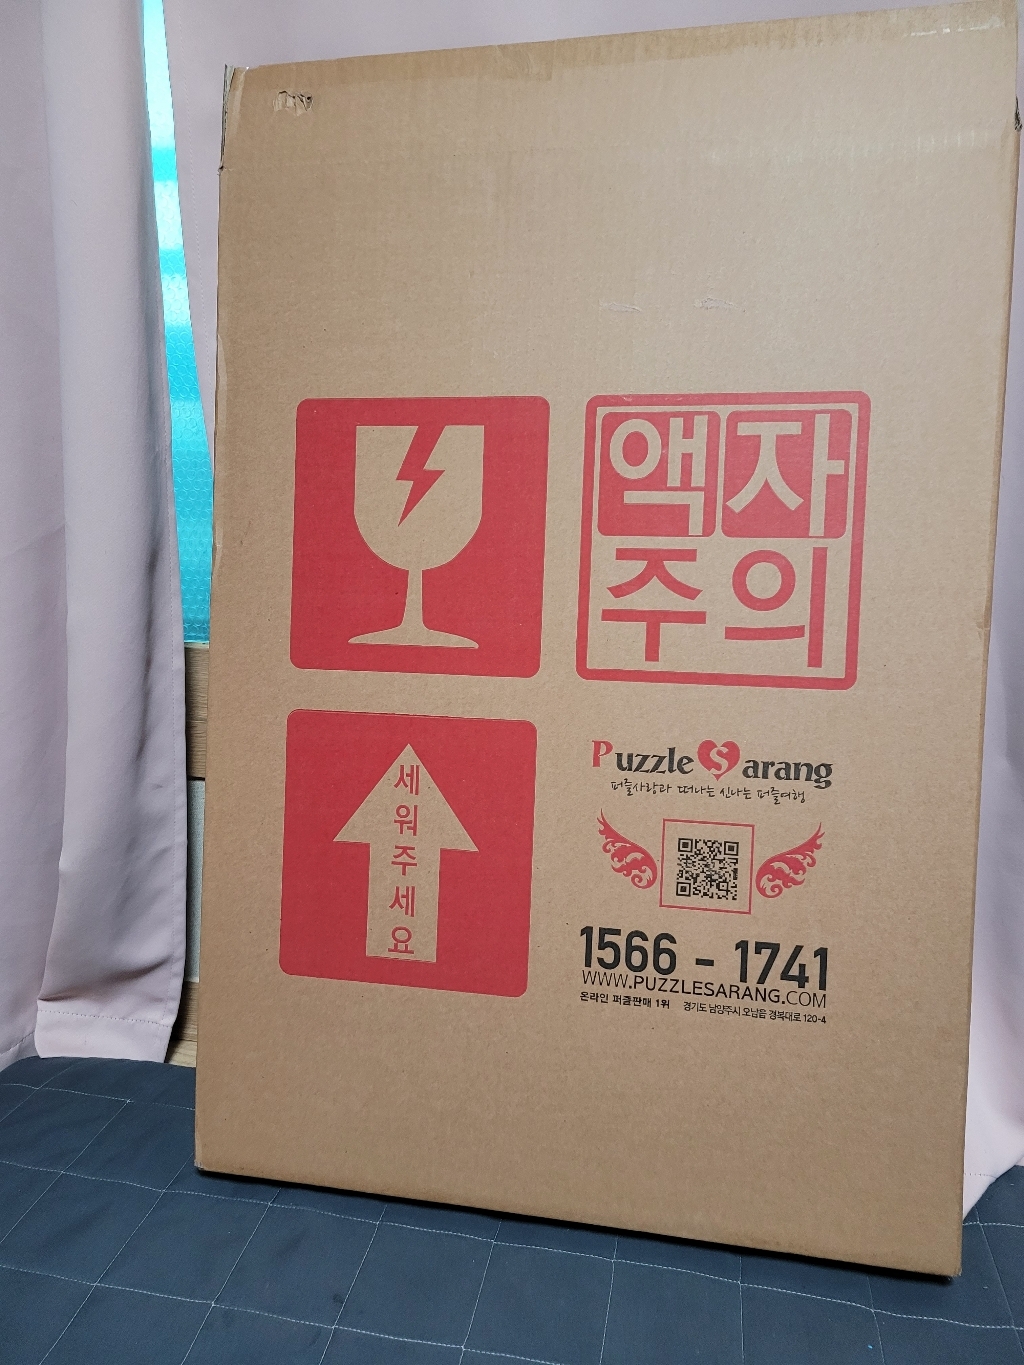 액자
주의
세워주세요
Puzzle Sarang
퍼즐사랑과 떠나는 신나는 퍼즐여행
1566 - 1741
WWW.PUZZLESARANG.COM
온라인 퍼즐판매 1위 경기도 남양주시 오남읍 경복대로 120-4